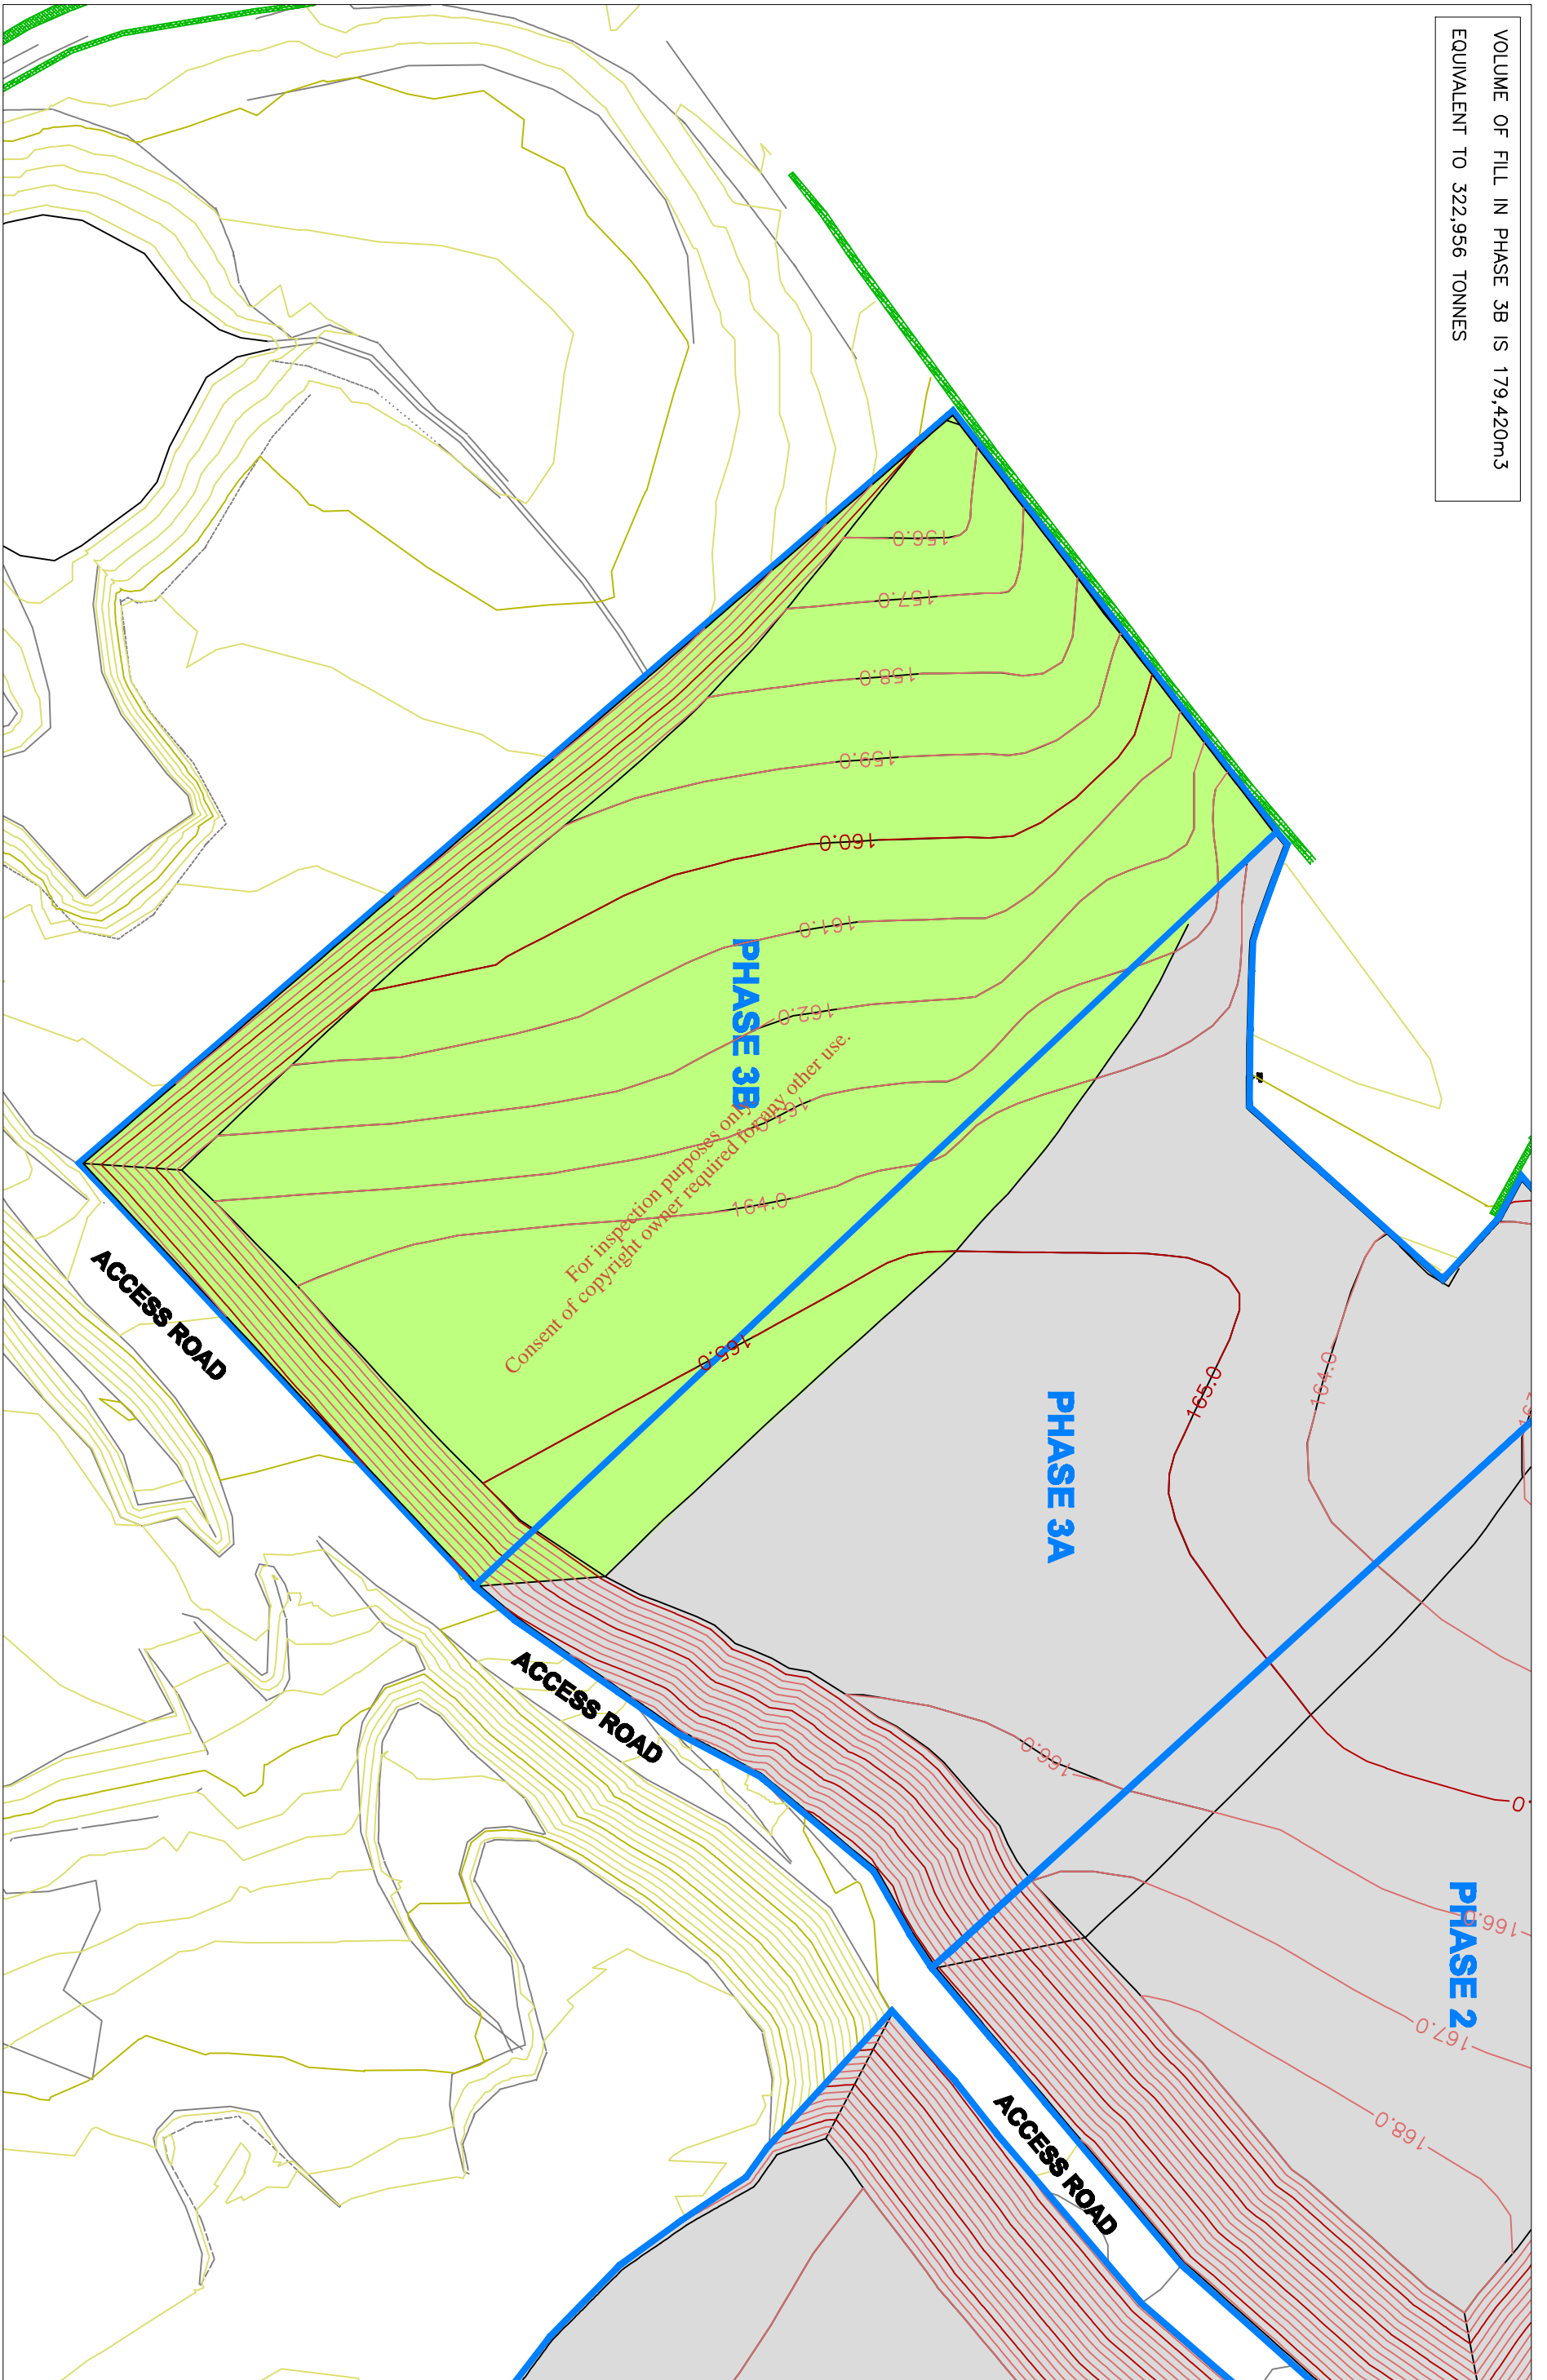 VOLUME OF FILL IN PHASE 3B IS 179,420m3
EQUIVALENT TO 322,956 TONNES
156.0
157.0
158.0
159.0
160.0
161.0
PHASE 3B
162.0
163.0
164.0
For inspection purposes only.
Consent of copyright owner required for any other use.
165.0
165.0
164.0
PHASE 3A
ACCESS ROAD
ACCESS ROAD
166.0
PHASE 2
166.0
167.0
168.0
ACCESS ROAD